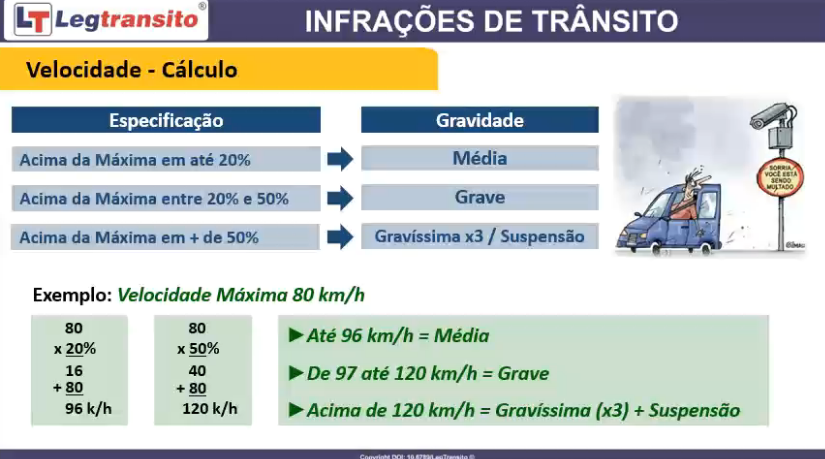 LT Legtransito®
INFRAÇÕES DE TRÂNSITO
Velocidade - Cálculo
Especificação
Gravidade
Acima da Máxima em até 20%
Média
Acima da Máxima entre 20% e 50%
Grave
Acima da Máxima em + de 50%
Gravíssima x3 / Suspensão
SORRIA,
VOCÊ ESTÁ
SENDO
MULTADO
Exemplo: Velocidade Máxima 80 km/h
80
x 20%
16
+ 80
96 k/h
80
x 50%
40
+ 80
120 k/h
►Até 96 km/h = Média
►De 97 até 120 km/h = Grave
►Acima de 120 km/h = Gravíssima (x3) + Suspensão
Copyright DOI: 10.6789/LegTransito ©